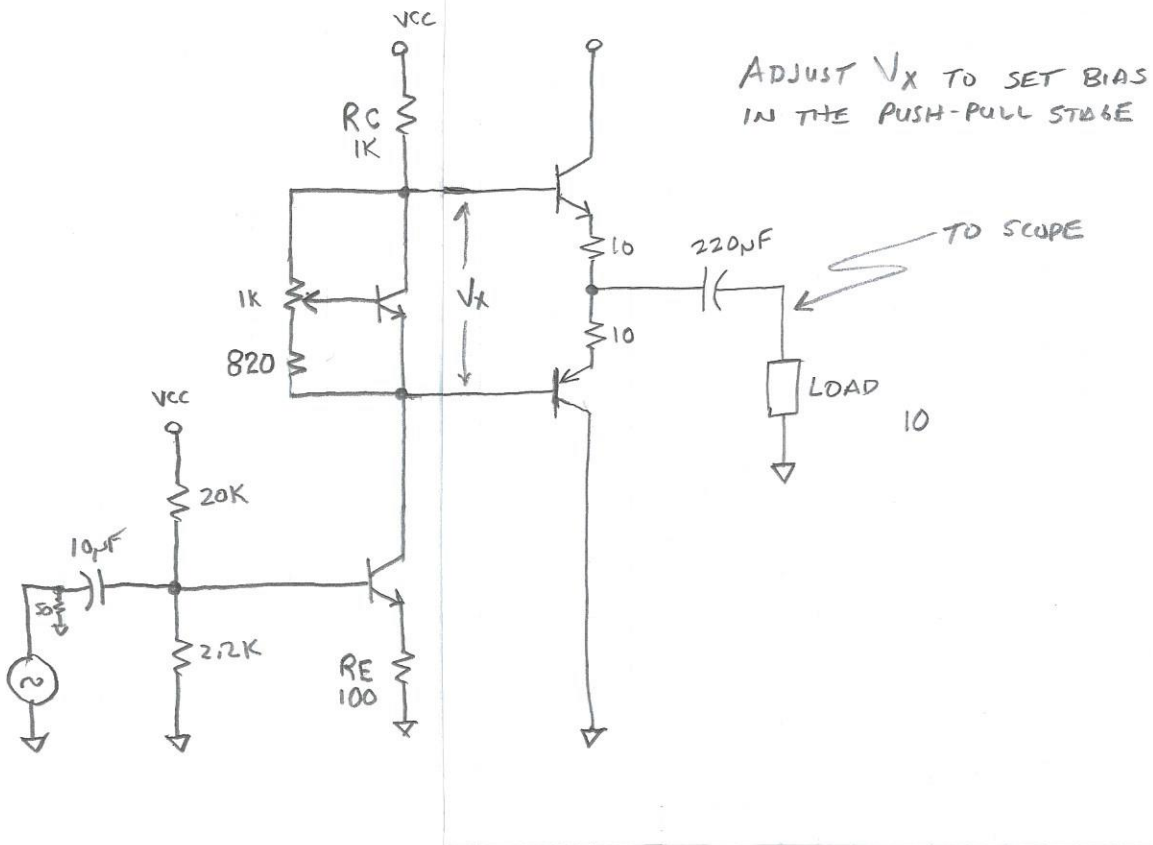 VCC
ADJUST VX TO SET BIAS
IN THE PUSH-PULL STAGE
RC
1K
10
220µF
TO SCOPE
1K
VX
10
820
LOAD
10
VCC
20K
10µF
50
2.2K
RE
100